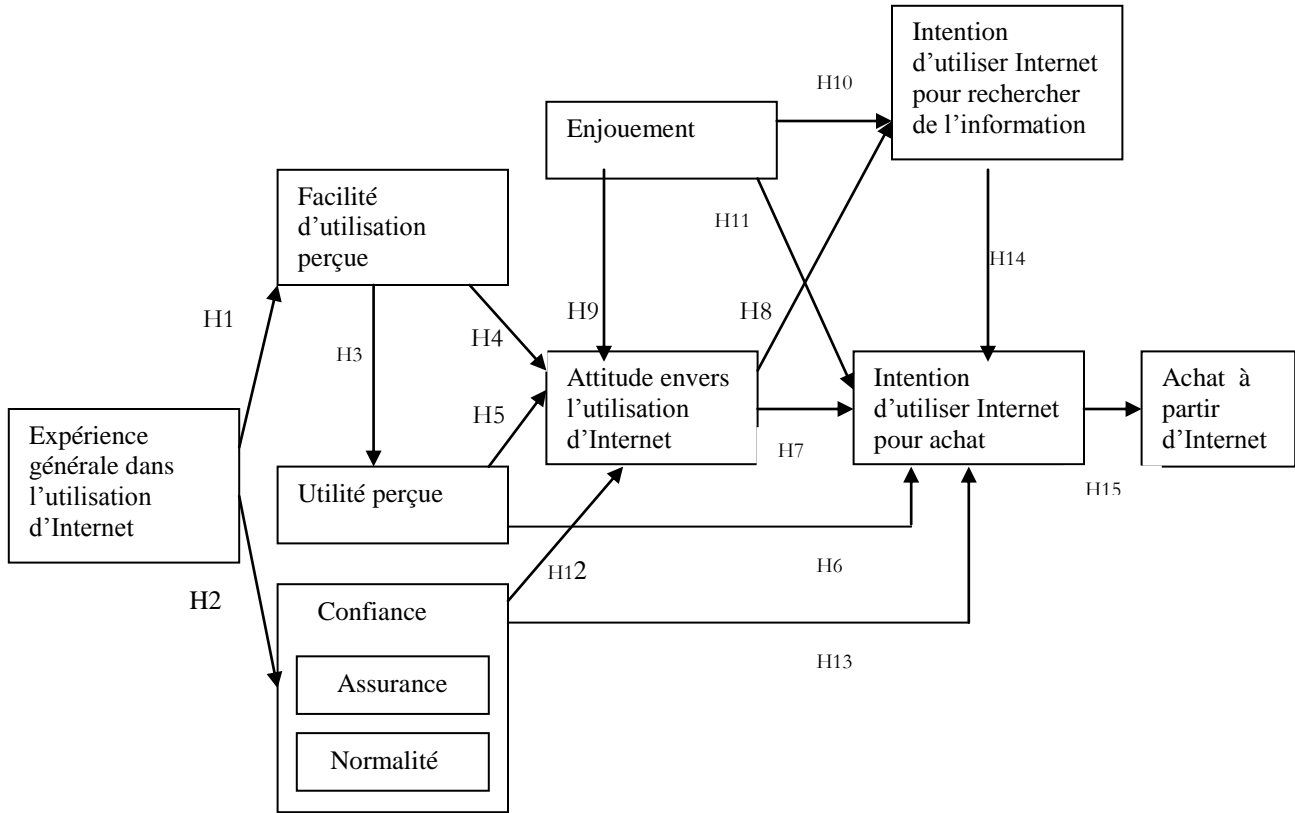 Intention
d’utiliser Internet
pour rechercher
de l’information
H10
Enjouement
Facilité
d’utilisation
perçue
H11
H14
H1
H3
H4
H9
H8
Attitude envers
l’utilisation
d’Internet
Intention
d’utiliser Internet
pour achat
Achat à
partir
d’Internet
Expérience
générale dans
l’utilisation
d’Internet
H5
H7
Utilité perçue
H15
H6
H12
H2
Confiance
H13
Assurance
Normalité